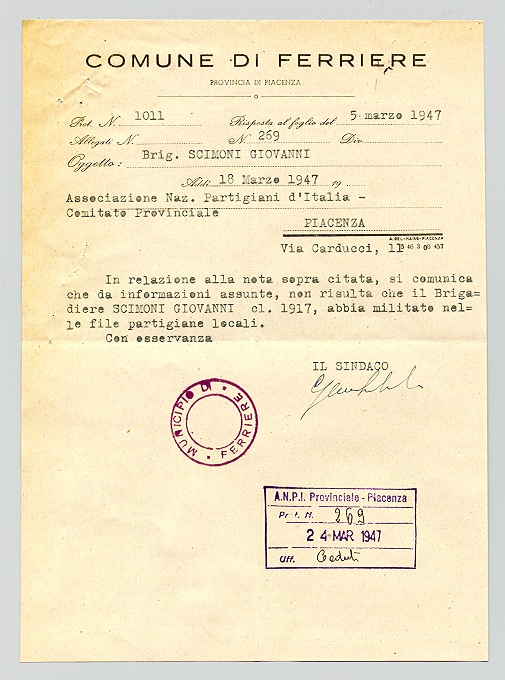 COMUNE DI FERRIERE
PROVINCIA DI PIACENZA
Prot. N. 1011 Risposta al foglio del 5 marzo 1947
Allegati N. N. 269 Div.
Oggetto: Brig. SCIMONI GIOVANNI
Addì 18 Marzo 1947 19
Associazione Naz. Partigiani d'Italia -
Comitato Provinciale
PIACENZA
Via Carducci, 11
In relazione alla nota sopra citata, si comunica
che da informazioni assunte, non risulta che il Briga=
diere SCIMONI GIOVANNI cl. 1917, abbia militato nel=
le file partigiane locali.
Con osservanza
IL SINDACO
MUNICIPIO DI FERRIERE
A.N.P.I. Provinciale - Piacenza
Prot. N. 269
24 MAR 1947
Uff. Caduti